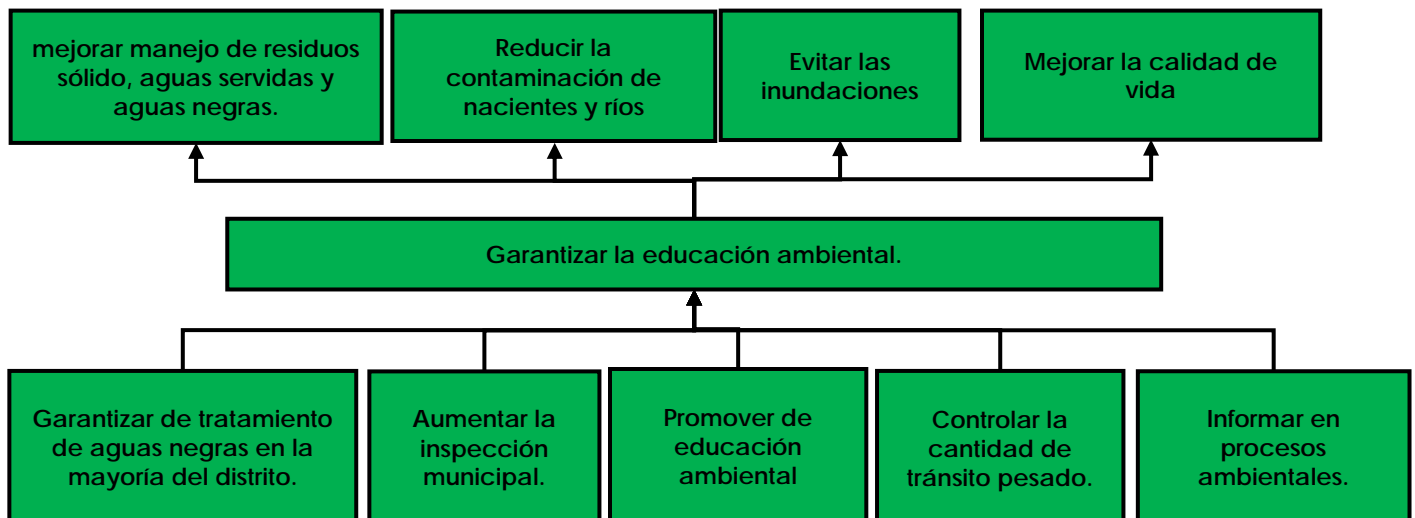 mejorar manejo de residuos
sólido, aguas servidas y
aguas negras.
Reducir la
contaminación de
nacientes y ríos
Evitar las
inundaciones
Mejorar la calidad de
vida
Garantizar la educación ambiental.
Garantizar de tratamiento
de aguas negras en la
mayoría del distrito.
Aumentar la
inspección
municipal.
Promover de
educación
ambiental
Controlar la
cantidad de
tránsito pesado.
Informar en
procesos
ambientales.